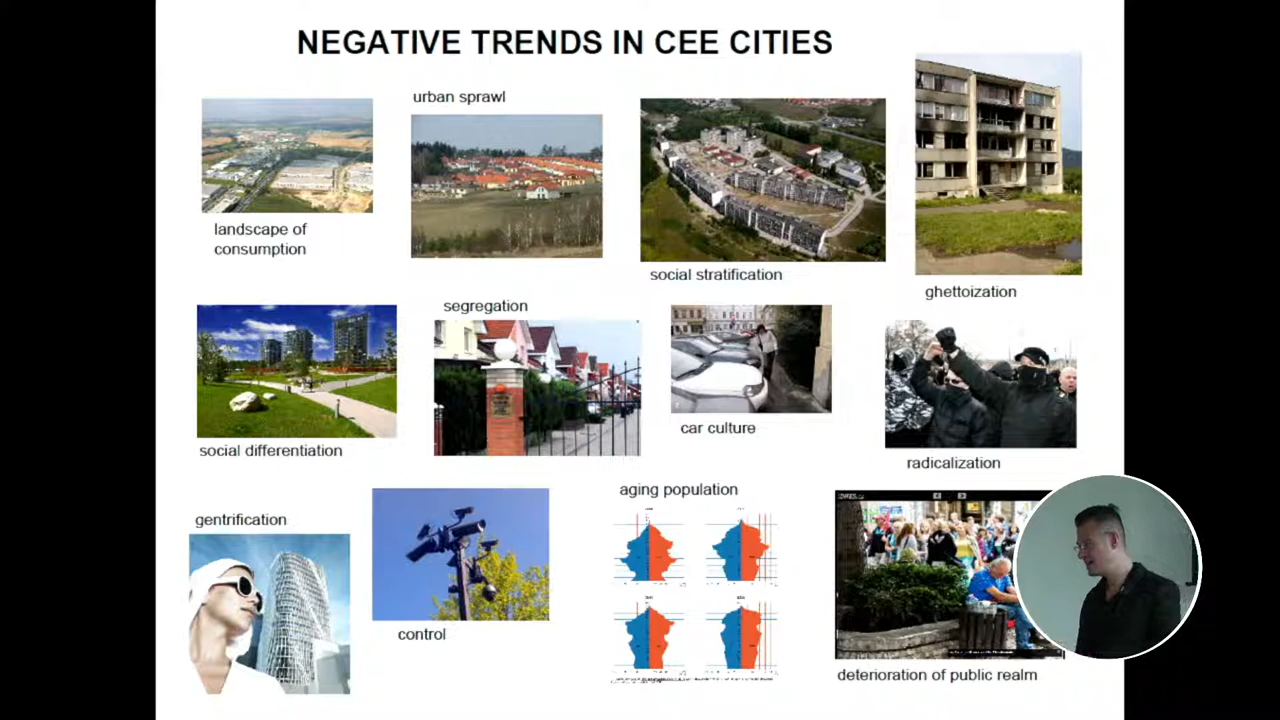 NEGATIVE TRENDS IN CEE CITIES
urban sprawl
landscape of
consumption
social stratification
ghettoization
segregation
social differentiation
car culture
radicalization
gentrification
control
aging population
deterioration of public realm